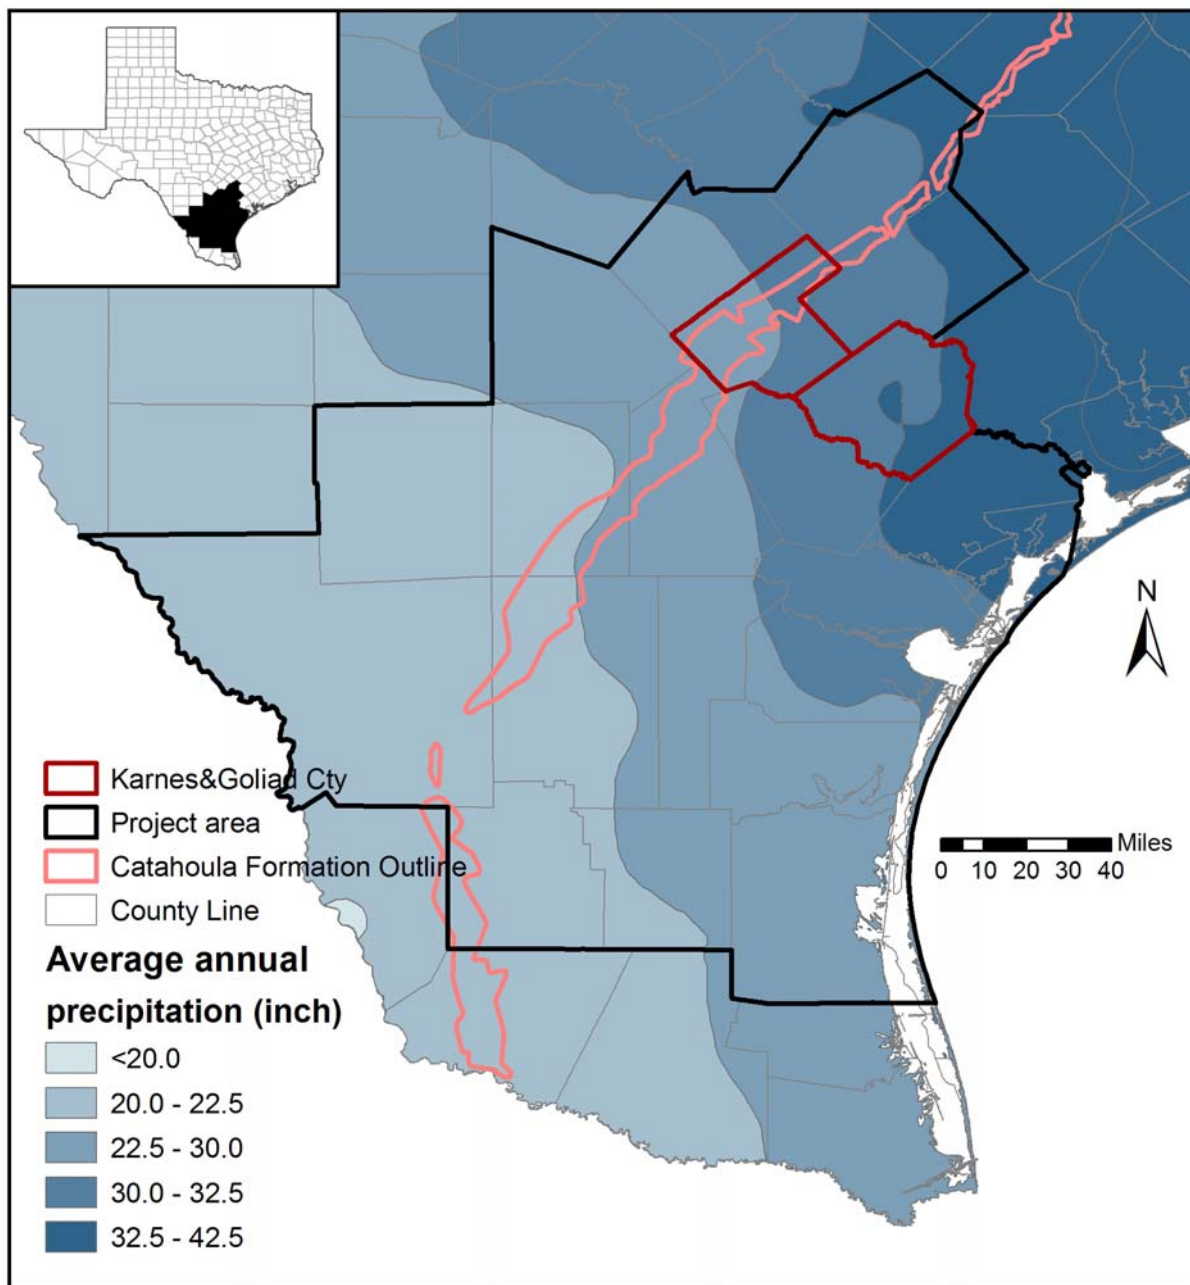 N
Miles
0 10 20 30 40
Karnes&Goliad Cty
Project area
Catahoula Formation Outline
County Line
Average annual
precipitation (inch)
<20.0
20.0 - 22.5
22.5 - 30.0
30.0 - 32.5
32.5 - 42.5